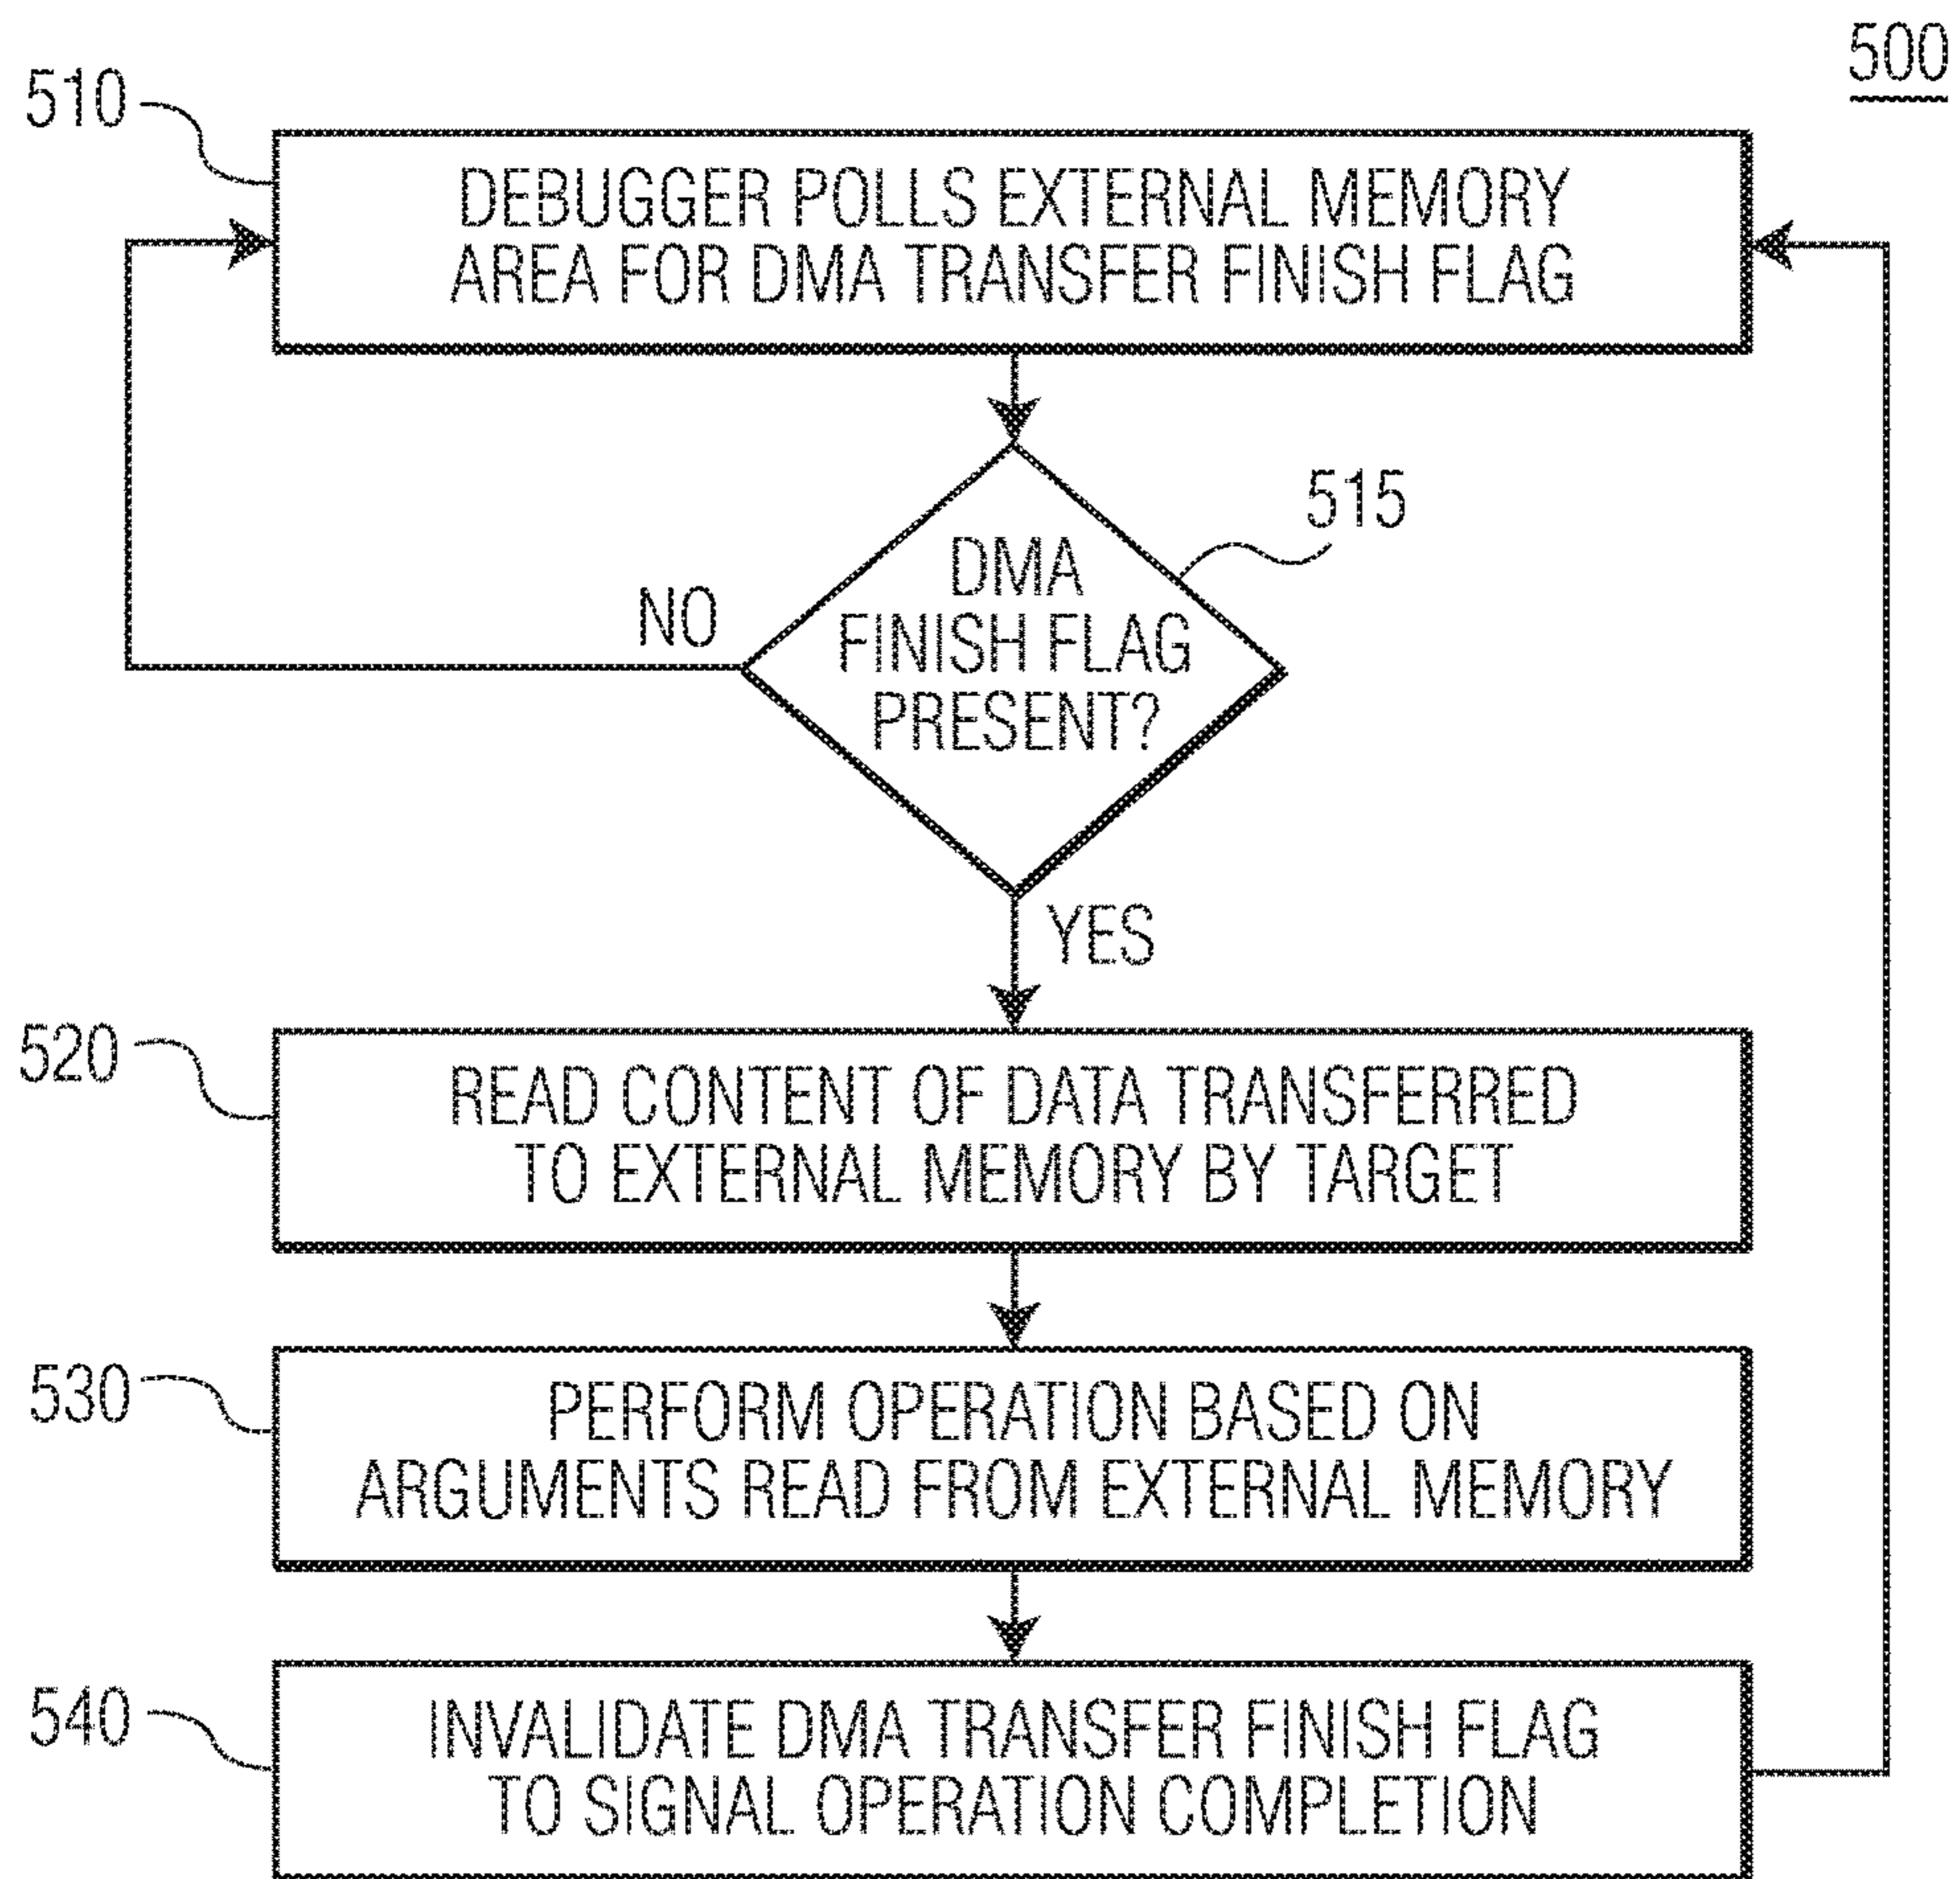 500
510
DEBUGGER POLLS EXTERNAL MEMORY
AREA FOR DMA TRANSFER FINISH FLAG
515
DMA
FINISH FLAG
PRESENT?
NO
YES
520
READ CONTENT OF DATA TRANSFERRED
TO EXTERNAL MEMORY BY TARGET
530
PERFORM OPERATION BASED ON
ARGUMENTS READ FROM EXTERNAL MEMORY
540
INVALIDATE DMA TRANSFER FINISH FLAG
TO SIGNAL OPERATION COMPLETION